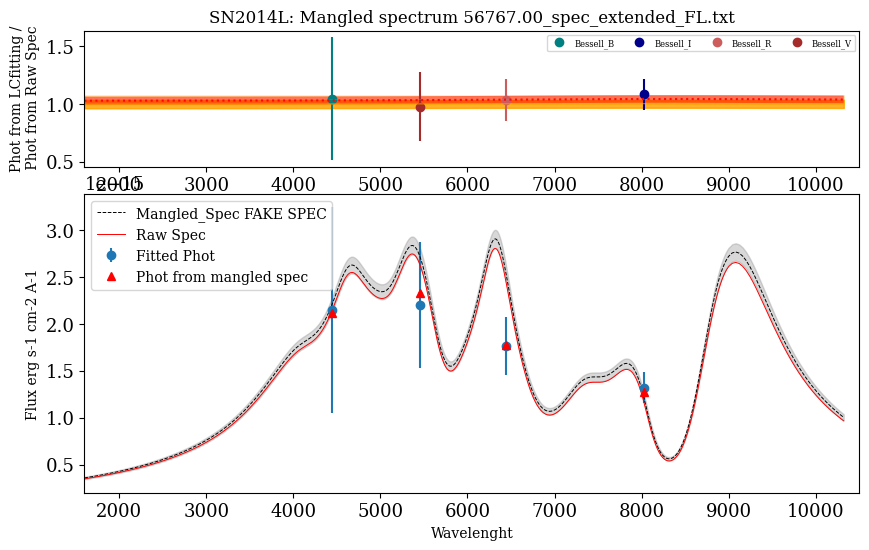 SN2014L: Mangled spectrum 56767.00_spec_extended_FL.txt
Phot from LCfitting /
Phot from Raw Spec
1.5
1.0
0.5
Bessell_B
Bessell_I
Bessell_R
Bessell_V
2000 3000 4000 5000 6000 7000 8000 9000 10000
1e−15
Mangled_Spec FAKE SPEC
Raw Spec
Fitted Phot
Phot from mangled spec
Flux erg s-1 cm-2 A-1
3.0
2.5
2.0
1.5
1.0
0.5
2000 3000 4000 5000 6000 7000 8000 9000 10000
Wavelenght